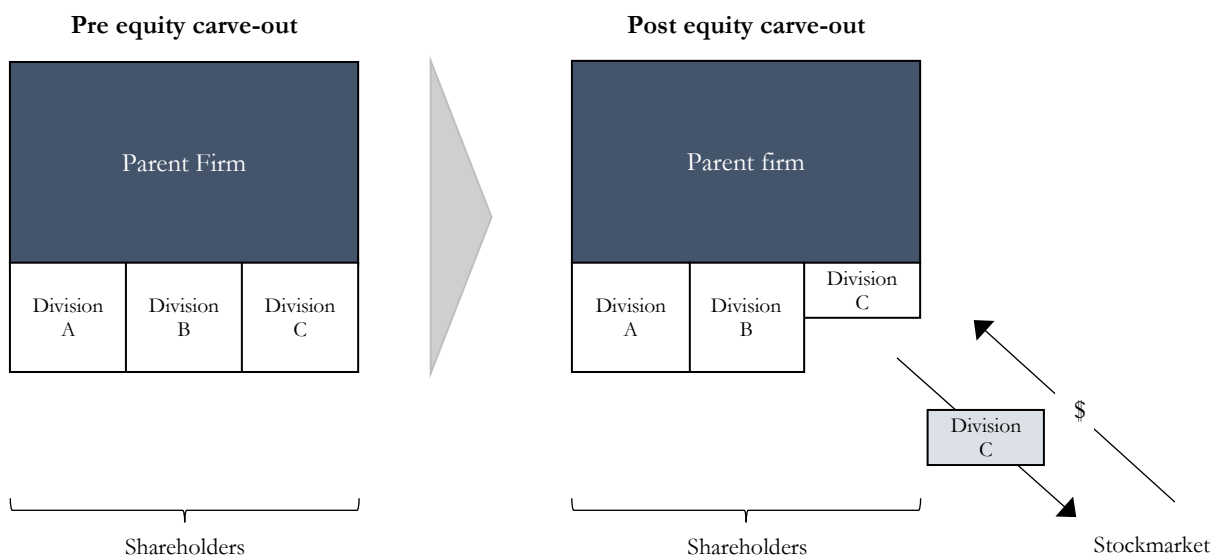 Pre equity carve-out
Parent Firm
Division
A
Division
B
Division
C
Shareholders
Post equity carve-out
Parent firm
Division
A
Division
B
Division
C
Division
C
$
Shareholders
Stockmarket